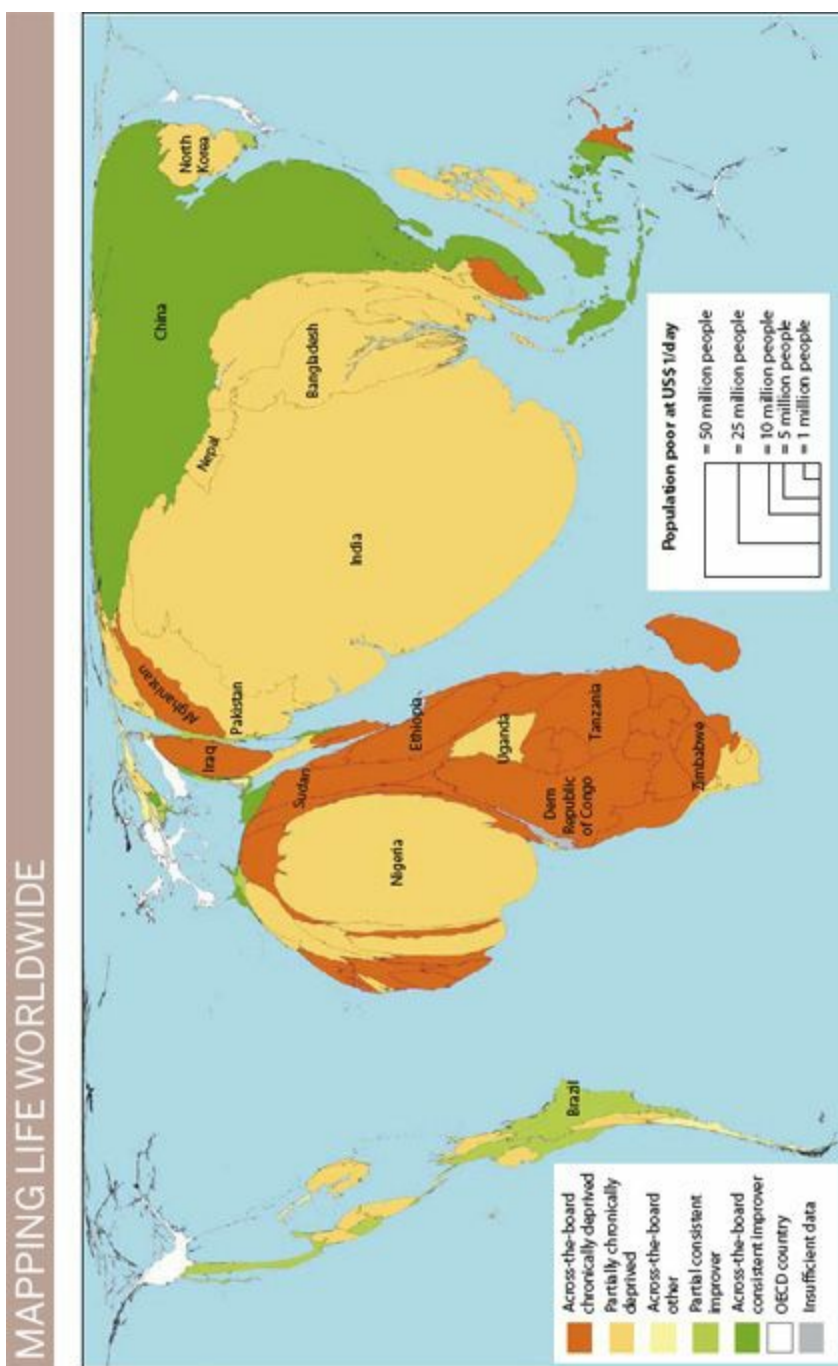 MAPPING LIFE WORLDWIDE
North
Korea
China
Nepal
Bangladesh
India
Afghanistan
Pakistan
Iraq
Sudan
Ethiopia
Uganda
Nigeria
Dem
Republic
of Congo
Tanzania
Zimbabwe
Brazil
Population poor at US$ 1/day
= 50 million people
= 25 million people
= 10 million people
= 5 million people
= 1 million people
Across-the-board
chronically deprived
Partially chronically
deprived
Across-the-board
other
Partial consistent
improver
Across-the-board
consistent improver
OECD country
Insufficient data